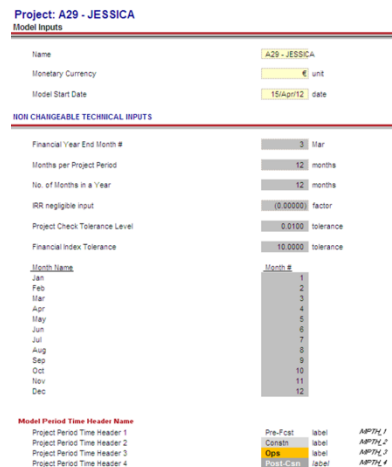 Project: A29 - JESSICA
Model Inputs
Name A29 - JESSICA
Monetary Currency € unit
Model Start Date 15/Apr/12 date
NON CHANGEABLE TECHNICAL INPUTS
Financial Year End Month # 3 Mar
Months per Project Period 12 months
No. of Months in a Year 12 months
IRR negligible input (0.00000) factor
Project Check Tolerance Level 0.0100 tolerance
Financial Index Tolerance 10.0000 tolerance
Month Name Month #
Jan 1
Feb 2
Mar 3
Apr 4
May 5
Jun 6
Jul 7
Aug 8
Sep 9
Oct 10
Nov 11
Dec 12
Model Period Time Header Name
Project Period Time Header 1 Pre-Fcst label MPTH_1
Project Period Time Header 2 Constn label MPTH_2
Project Period Time Header 3 Ops label MPTH_3
Project Period Time Header 4 Post-Csn label MPTH_4